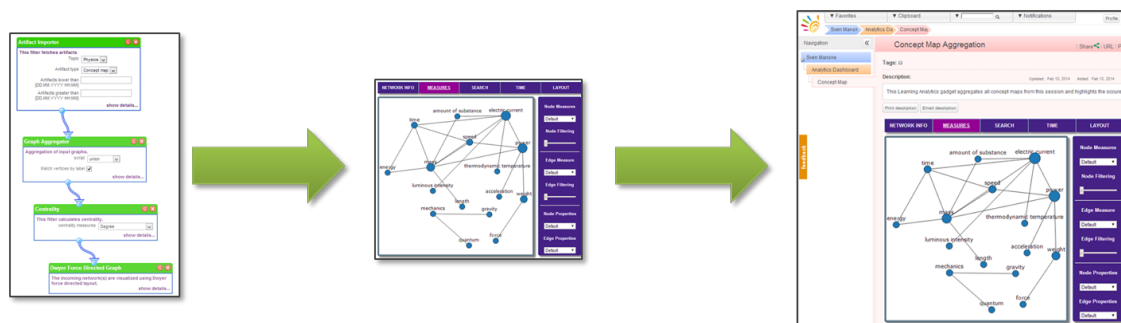 Artifact Importer
This filter fetches artifacts
Topic Physics
Artifact type Concept map
Artifacts lower than
[DD.MM.YYYY HH:MM]
Artifacts greater than
[DD.MM.YYYY HH:MM]
show details...
Graph Aggregator
Aggregation of input graphs.
script union
Match vertices by label
show details...
Centrality
This filter calculates centrality.
centrality measures Degree
show details...
Dwyer Force Directed Graph
The incoming network(s) are visualized using Dwyer
force directed layout.
show details...
NETWORK INFO MEASURES SEARCH TIME LAYOUT
amount of substance electric current
time
speed
power
energy
mass
thermodynamic temperature
luminous intensity
acceleration weight
length
mechanics gravity
force
quantum
Node Measures
Default
Node Filtering
Edge Measure
Default
Edge Filtering
Node Properties
Default
Edge Properties
Default
Favorites Clipboard Notifications Profile
Sven Manske Analytics Da Concept Map
Navigation «
Sven Manske
Analytics Dashboard
Concept Map
feedback
Concept Map Aggregation
Share URL
Tags:
Description:
Updated: Feb 10, 2014 Added: Feb 10, 2014
This Learning Analytics gadget aggregates all concept maps from this session and highlights the
Print description Email description
NETWORK INFO MEASURES SEARCH TIME LAYOUT
amount of substance electric current
time
speed
power
energy
mass
thermodynamic temperature
luminous intensity
acceleration weight
length
mechanics gravity
force
quantum
Node Measures
Default
Node Filtering
Edge Measure
Default
Edge Filtering
Node Properties
Default
Edge Properties
Default